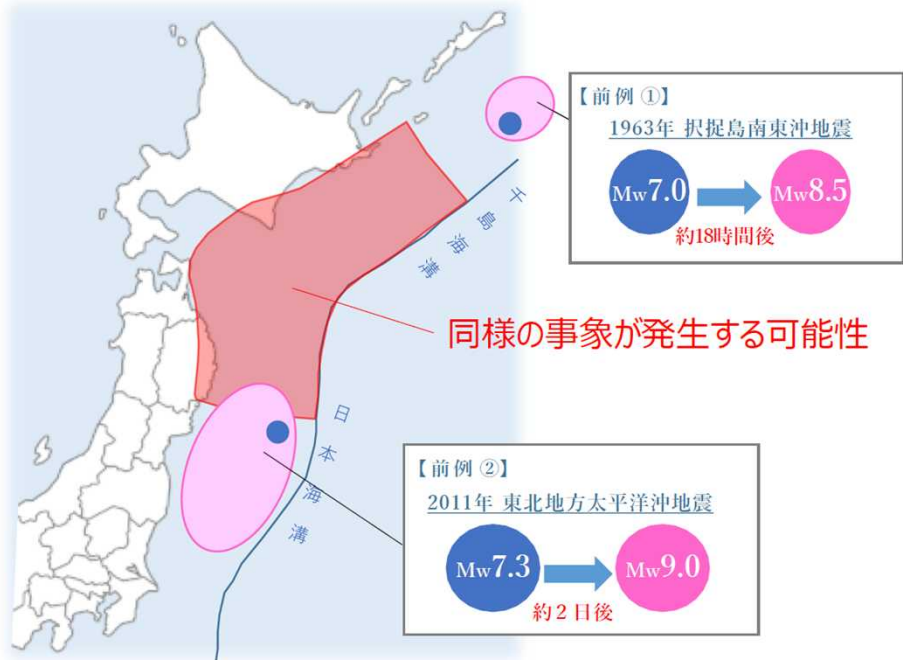 【前例①】
1963年 択捉島南東沖地震
Mw7.0
Mw8.5
約18時間後
千島海溝
同様の事象が発生する可能性
日本海溝
【前例②】
2011年 東北地方太平洋沖地震
Mw7.3
Mw9.0
約2日後